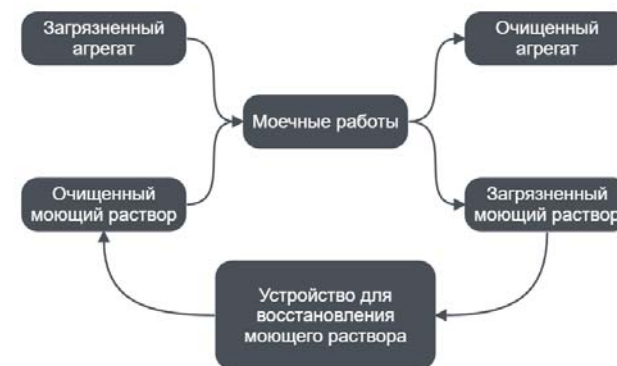 Загрязненный
агрегат
Очищенный
агрегат
Моечные работы
Очищенный
моющий раствор
Загрязненный
моющий раствор
Устройство для
восстановления
моющего раствора